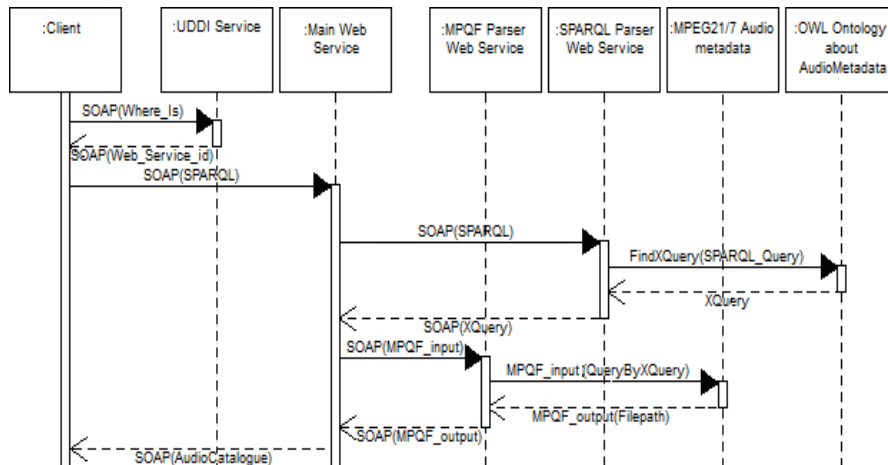 :Client
:UDDI Service
:Main Web
Service
:MPQF Parser
Web Service
:SPARQL Parser
Web Service
:MPEG21/7 Audio
metadata
:OWL Ontology
about
AudioMetadata
SOAP(Where_Is)
SOAP(Web_Service_id)
SOAP(SPARQL)
SOAP(SPARQL)
FindXQuery(SPARQL_Query)
XQuery
SOAP(XQuery)
SOAP(MPQF_input)
MPQF_input:(QueryByXQuery)
MPQF_output(Filepath)
SOAP(MPQF_output)
SOAP(AudioCatalogue)